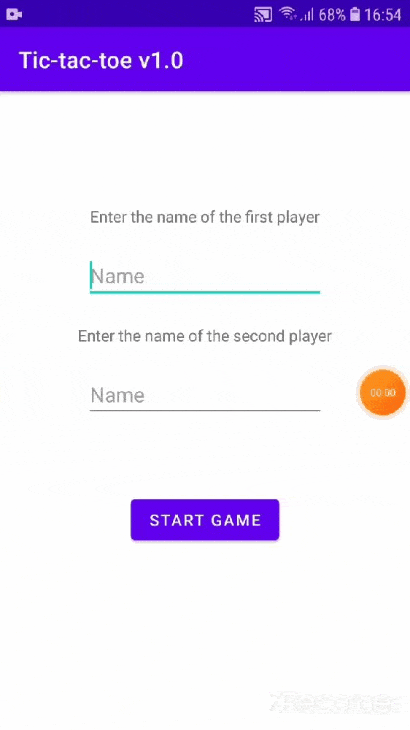 68% 16:54
Tic-tac-toe v1.0
Enter the name of the first player
Name
Enter the name of the second player
Name
00:00
START GAME